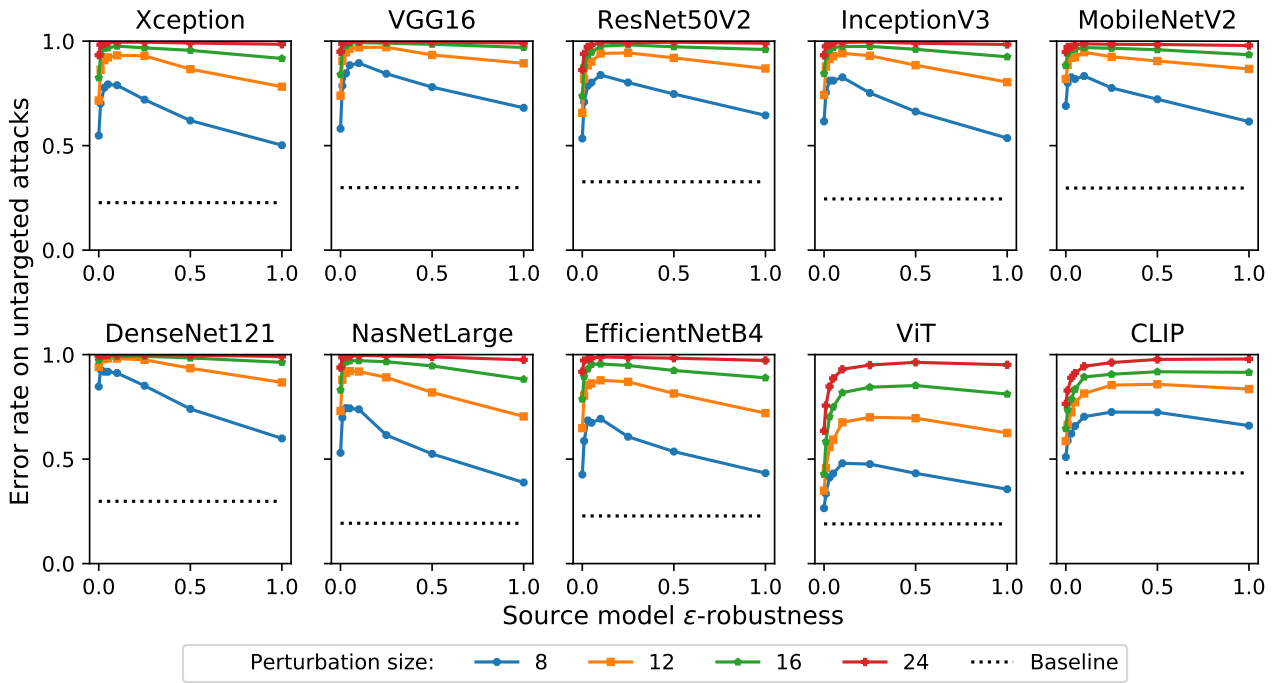 Xception VGG16 ResNet50V2 InceptionV3 MobileNetV2
1.0
0.5
0.0
0.0 0.5 1.0 0.0 0.5 1.0 0.0 0.5 1.0 0.0 0.5 1.0 0.0 0.5 1.0
Error rate on untargeted attacks
DenseNet121 NasNetLarge EfficientNetB4 ViT CLIP
1.0
0.5
0.0
0.0 0.5 1.0 0.0 0.5 1.0 0.0 0.5 1.0 0.0 0.5 1.0 0.0 0.5 1.0
Source model ε-robustness
Perturbation size: 8 12 16 24 Baseline